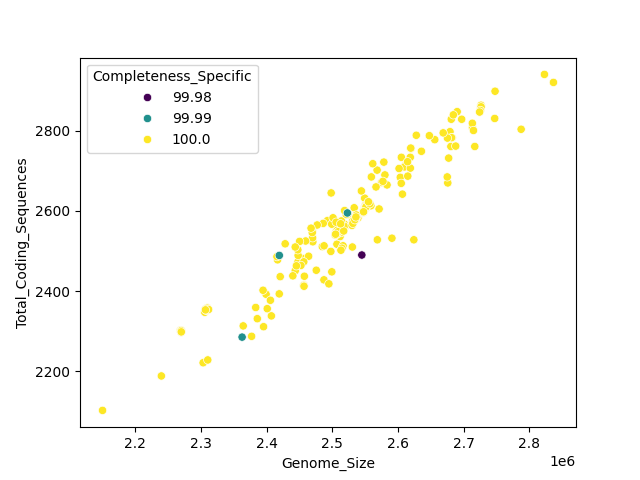 Completeness_Specific
99.98
99.99
100.0
Total_Coding_Sequences
2800
2600
2400
2200
2.2 2.3 2.4 2.5 2.6 2.7 2.8
1e6
Genome_Size